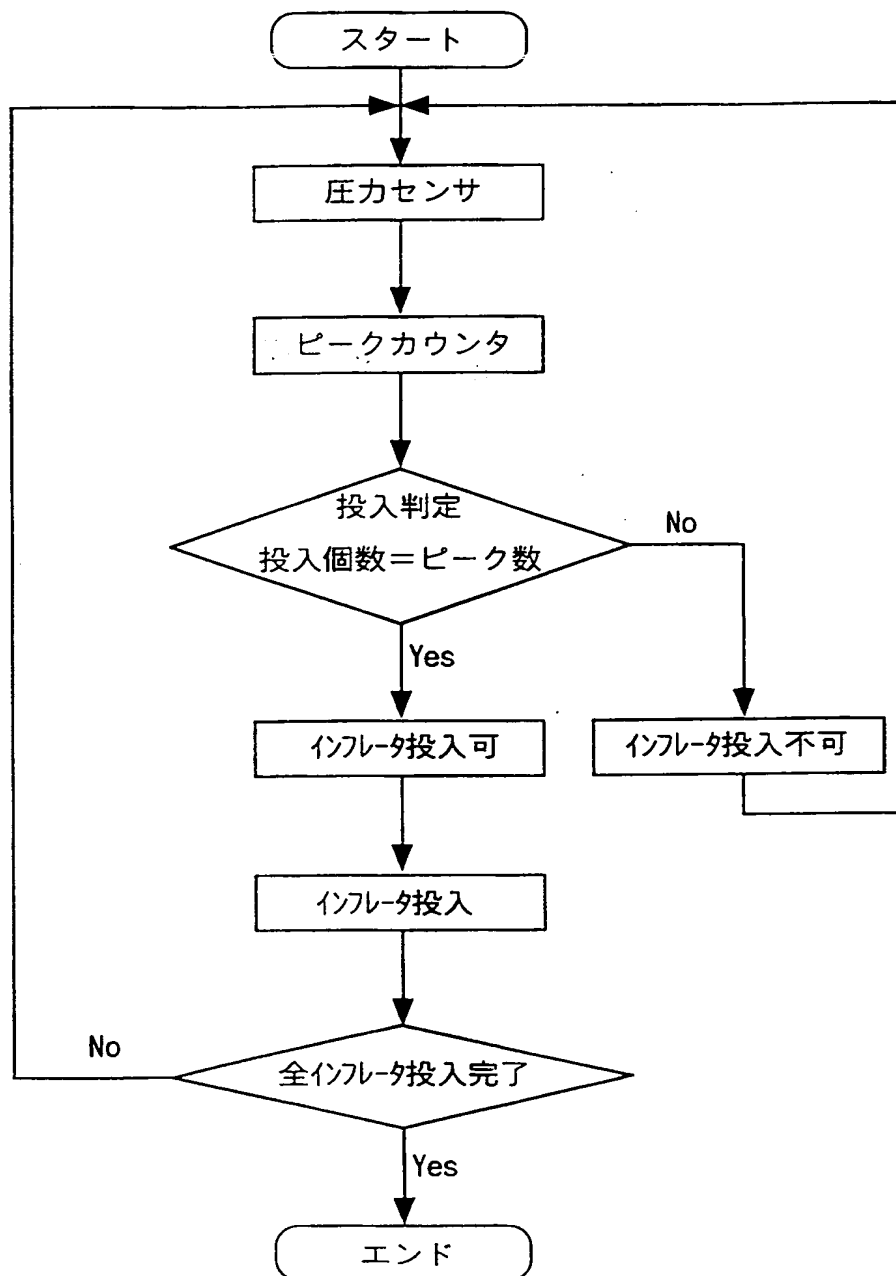 スタート
圧力センサ
ピークカウンタ
投入判定
投入個数=ピーク数
No
Yes
インフレータ投入可
インフレータ投入不可
インフレータ投入
No
全インフレータ投入完了
Yes
エンド